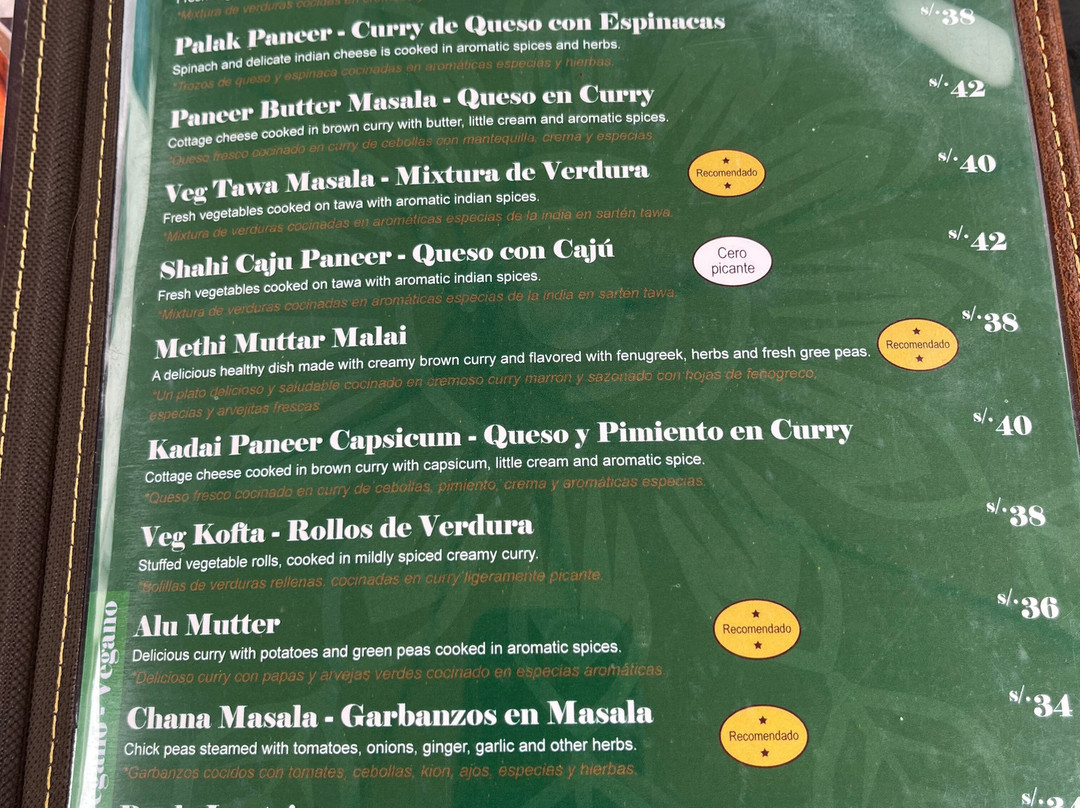 *Mixtura de verduras cocidas en
s/.38
Palak Paneer - Curry de Queso con Espinacas
Spinach and delicate indian cheese is cooked in aromatic spices and herbs.
*Trozos de queso y espinaca cocinadas en aromáticas especias y hierbas.
s/.42
Paneer Butter Masala - Queso en Curry
Cottage cheese cooked in brown curry with butter, little cream and aromatic spices.
*Queso fresco cocinado en curry de cebollas con mantequilla, crema y especias.
s/.40
Veg Tawa Masala - Mixtura de Verdura
Recomendado
Fresh vegetables cooked on tawa with aromatic indian spices.
*Mixtura de verduras cocinadas en aromáticas especias de la india en sartén tawa.
s/.42
Shahi Caju Paneer - Queso con Cajú
Cero
picante
Fresh vegetables cooked on tawa with aromatic indian spices.
*Mixtura de verduras cocinadas en aromáticas especias de la india en sartén tawa.
s/.38
Methi Muttar Malai
Recomendado
A delicious healthy dish made with creamy brown curry and flavored with fenugreek, herbs and fresh gree peas.
*Un plato delicioso y saludable cocinado en cremoso curry marrón y sazonado con hojas de fenogreco,
especias y arvejitas frescas
s/.40
Kadai Paneer Capsicum - Queso y Pimiento en Curry
Cottage cheese cooked in brown curry with capsicum, little cream and aromatic spice.
*Queso fresco cocinado en curry de cebollas, pimiento, crema y aromáticas especias.
s/.38
Veg Kofta - Rollos de Verdura
Stuffed vegetable rolls, cooked in mildly spiced creamy curry.
*Bolillas de verduras rellenas, cocinadas en curry ligeramente picante.
s/.36
Alu Mutter
Recomendado
Delicious curry with potatoes and green peas cooked in aromatic spices.
*Delicioso curry con papas y arvejas verdes cocinado en especias aromáticas.
s/.34
Chana Masala - Garbanzos en Masala
Recomendado
Chick peas steamed with tomatoes, onions, ginger, garlic and other herbs.
*Garbanzos cocidos con tomates, cebollas, kion, ajos, especias y hierbas.
- Vegano